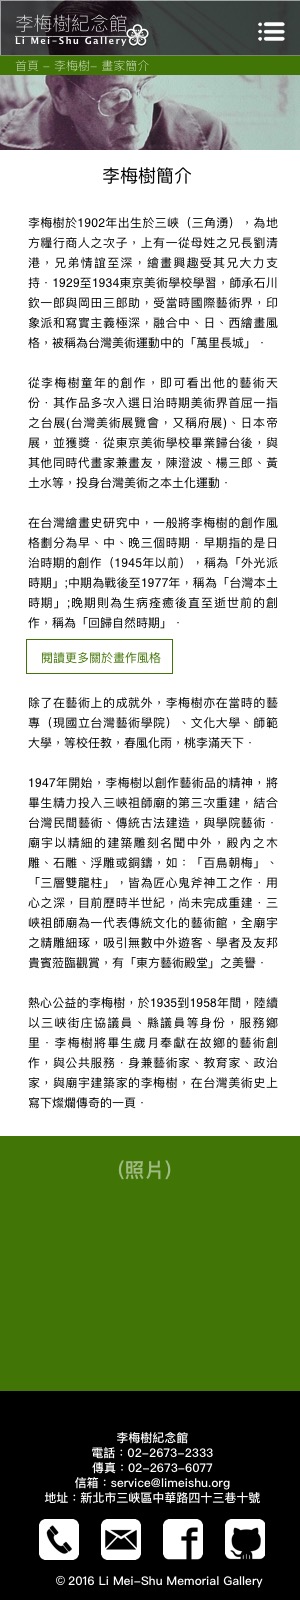 李梅樹紀念館
Li Mei-Shu Gallery
首頁 - 李梅樹- 畫家簡介
李梅樹簡介
李梅樹於1902年出生於三峽（三角湧），為地
方糧行商人之次子，上有一從母姓之兄長劉清
港，兄弟情誼至深，繪畫興趣受其兄大力支
持．1929至1934東京美術學校學習，師承石川
欽一郎與岡田三郎助，受當時國際藝術界，印
象派和寫實主義極深，融合中、日、西繪畫風
格，被稱為台灣美術運動中的「萬里長城」．
從李梅樹童年的創作，即可看出他的藝術天
份．其作品多次入選日治時期美術界首屈一指
之台展(台灣美術展覽會，又稱府展)、日本帝
展，並獲獎．從東京美術學校畢業歸台後，與
其他同時代畫家兼畫友，陳澄波、楊三郎、黃
土水等，投身台灣美術之本土化運動．
在台灣繪畫史研究中，一般將李梅樹的創作風
格劃分為早、中、晚三個時期．早期指的是日
治時期的創作（1945年以前），稱為「外光派
時期」;中期為戰後至1977年，稱為「台灣本土
時期」;晚期則為生病痊癒後直至逝世前的創
作，稱為「回歸自然時期」．
閱讀更多關於畫作風格
除了在藝術上的成就外，李梅樹亦在當時的藝
專（現國立台灣藝術學院）、文化大學、師範
大學，等校任教，春風化雨，桃李滿天下．
1947年開始，李梅樹以創作藝術品的精神，將
畢生精力投入三峽祖師廟的第三次重建，結合
台灣民間藝術、傳統古法建造，與學院藝術．
廟宇以精細的建築雕刻名聞中外，殿內之木
雕、石雕、浮雕或銅鑄，如：「百鳥朝梅」、
「三層雙龍柱」，皆為匠心鬼斧神工之作．用
心之深，目前歷時半世紀，尚未完成重建．三
峽祖師廟為一代表傳統文化的藝術館，全廟宇
之精雕細琢，吸引無數中外遊客、學者及友邦
貴賓蒞臨觀賞，有「東方藝術殿堂」之美譽．
熱心公益的李梅樹，於1935到1958年間，陸續
以三峽街庄協議員、縣議員等身份，服務鄉
里．李梅樹將畢生歲月奉獻在故鄉的藝術創
作，與公共服務．身兼藝術家、教育家、政治
家，與廟宇建築家的李梅樹，在台灣美術史上
寫下燦爛傳奇的一頁．
(照片)
李梅樹紀念館
電話：02-2673-2333
傳真：02-2673-6077
信箱：service@limeishu.org
地址：新北市三峽區中華路四十三巷十號
© 2016 Li Mei-Shu Memorial Gallery